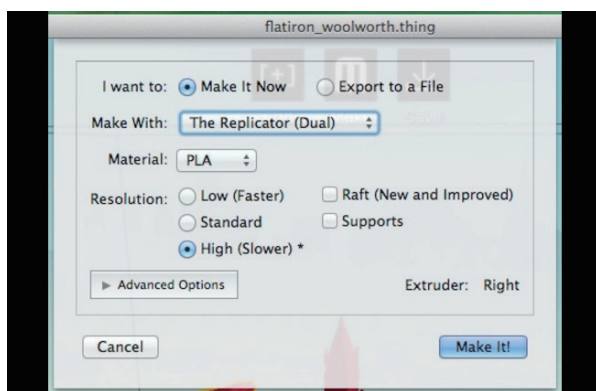 flatiron_woolworth.thing
I want to: Make It Now Export to a File
Make With: The Replicator (Dual)
Material: PLA
Resolution: Low (Faster) Raft (New and Improved)
Standard Supports
High (Slower) *
Advanced Options Extruder: Right
Cancel Make It!